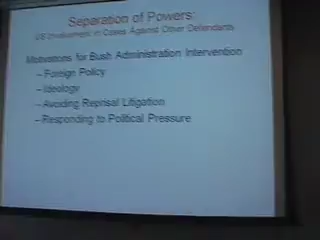 Separation of Powers:
US Involvement in Cases Against Other Defendants
Motivations for Bush Administration Intervention
– Foreign Policy
– Ideology
– Avoiding Reprisal Litigation
– Responding to Political Pressure